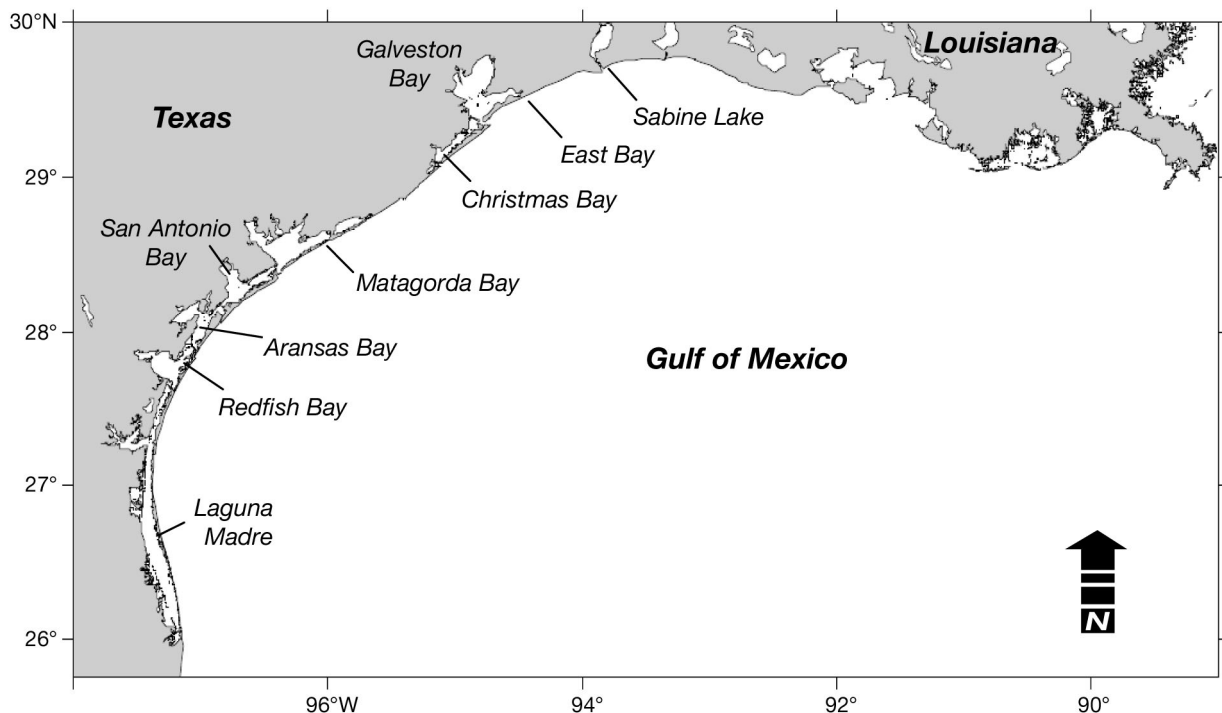 30°N
Galveston
Bay
Louisiana
Texas
Sabine Lake
East Bay
29°
Christmas Bay
San Antonio
Bay
Matagorda Bay
28°
Aransas Bay
Gulf of Mexico
Redfish Bay
27°
Laguna
Madre
N
26°
96°W
94°
92°
90°